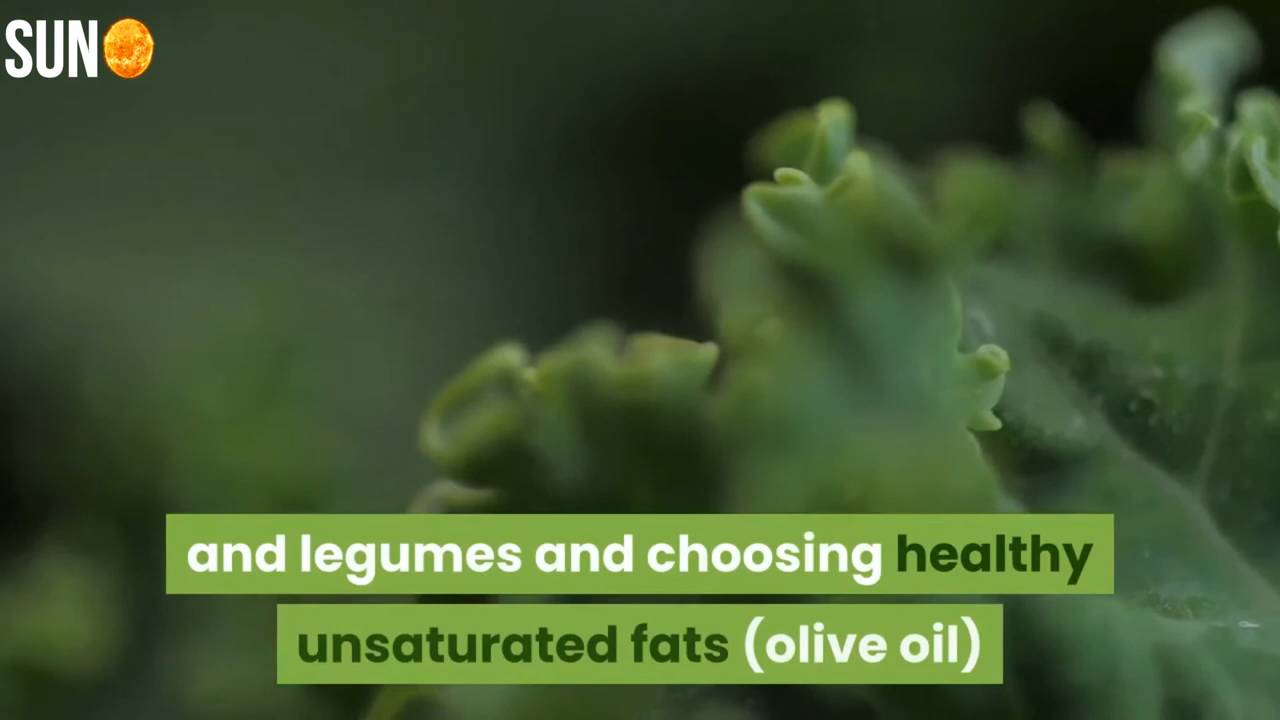 SUN
and legumes and choosing healthy
unsaturated fats (olive oil)